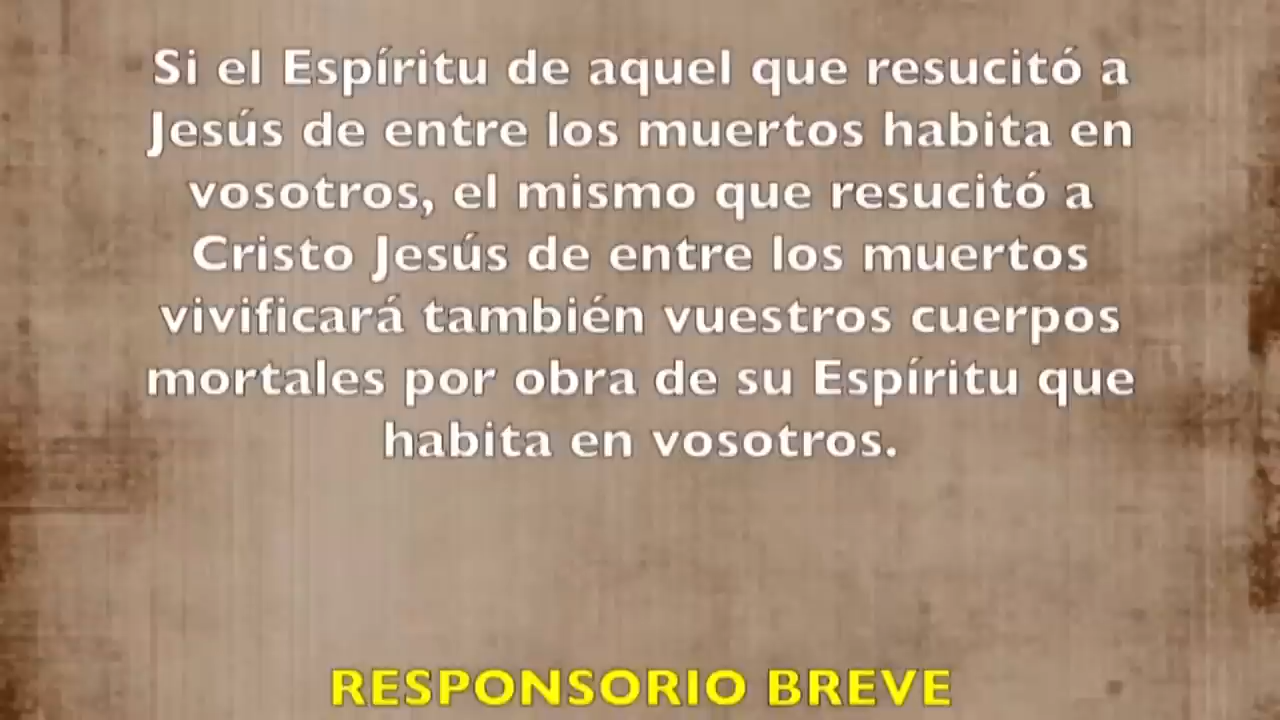 Si el Espíritu de aquel que resucitó a
Jesús de entre los muertos habita en
vosotros, el mismo que resucitó a
Cristo Jesús de entre los muertos
vivificará también vuestros cuerpos
mortales por obra de su Espíritu que
habita en vosotros.
RESPONSORIO BREVE